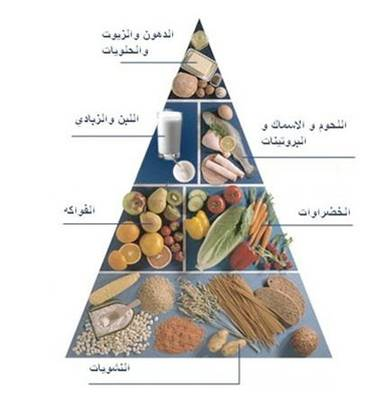 الدهون والزيوت
والحلويات
اللبن والزبادي
اللحوم و الاسماك و
البروتينات
الفواكه
الخضراوات
النشويات